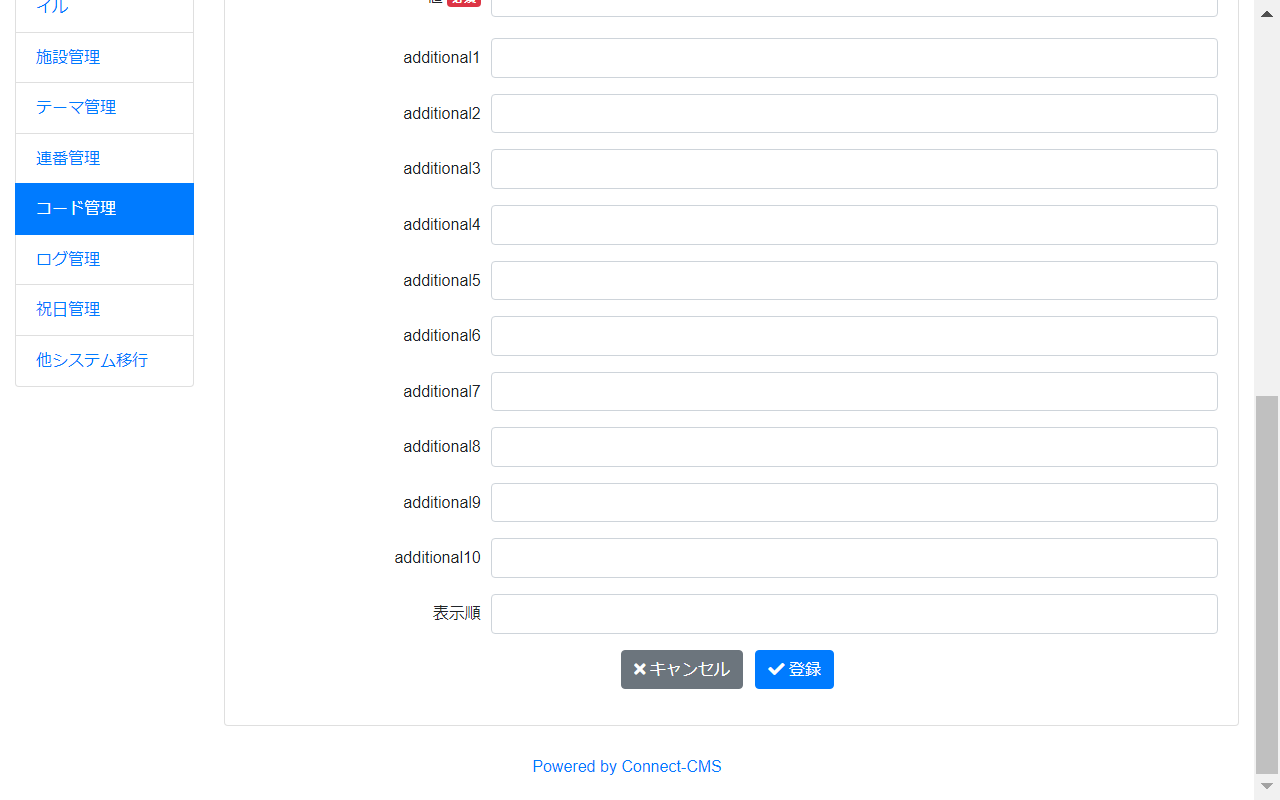 イル
施設管理
テーマ管理
連番管理
コード管理
ログ管理
祝日管理
他システム移行
additional1
additional2
additional3
additional4
additional5
additional6
additional7
additional8
additional9
additional10
表示順
キャンセル
登録
Powered by Connect-CMS